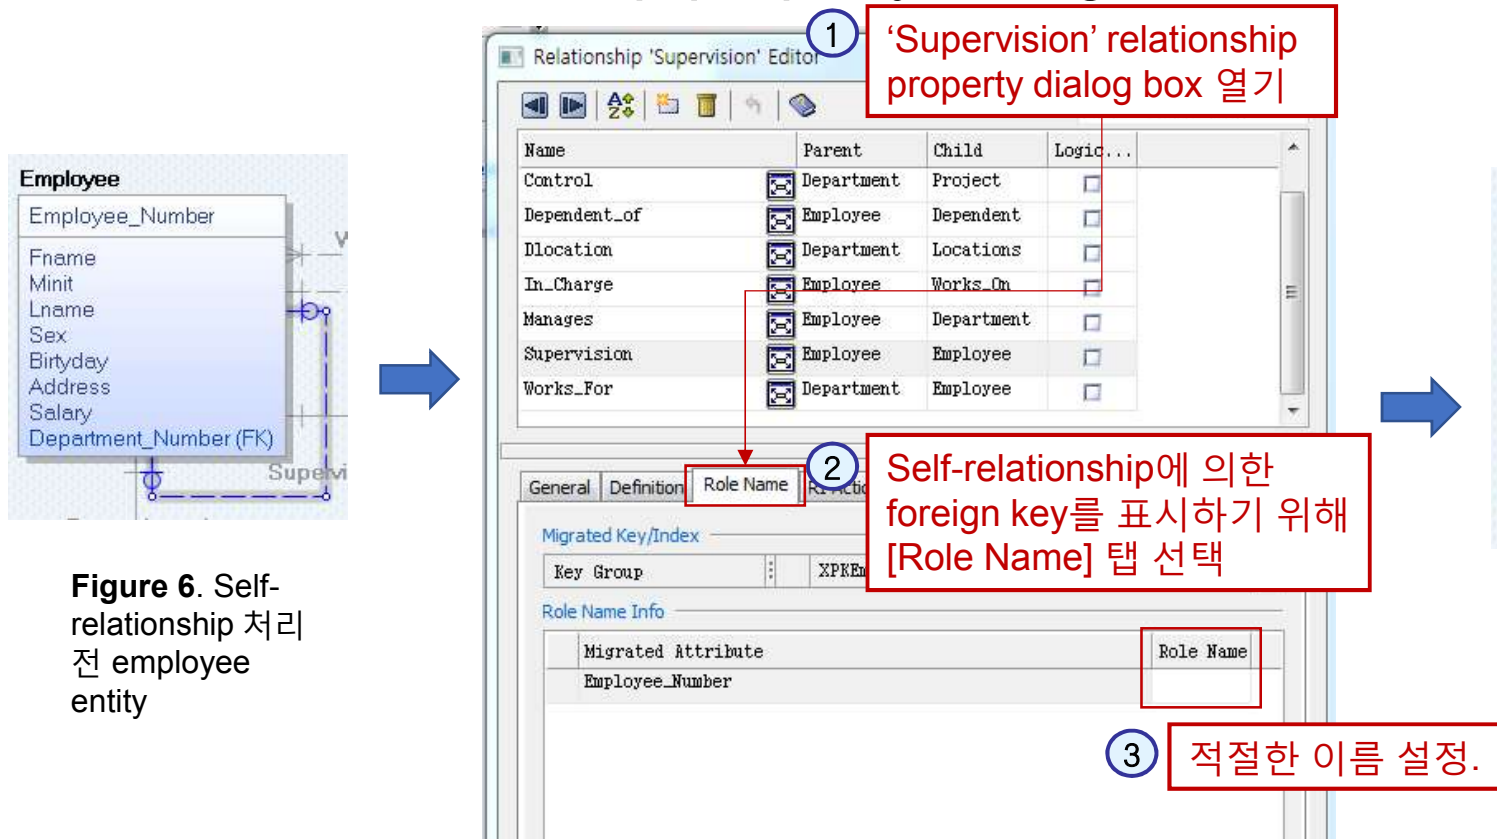 1
‘Supervision’ relationship
property dialog box 열기
Relationship 'Supervision' Editor
Name Parent Child Logic...
Control Department Project
Dependent_of Employee Dependent
Dlocation Department Locations
In_Charge Employee Works_On
Manages Employee Department
Supervision Employee Employee
Works_For Department Employee
Employee
Employee_Number
Fname
Minit
Lname
Sex
Birtyday
Address
Salary
Department_Number (FK)
Figure 6. Self-
relationship 처리
전 employee
entity
2
Self-relationship에 의한
foreign key를 표시하기 위해
[Role Name] 탭 선택
General Definition Role Name
Migrated Key/Index
Key Group
Role Name Info
Migrated Attribute Role Name
Employee_Number
3
적절한 이름 설정.